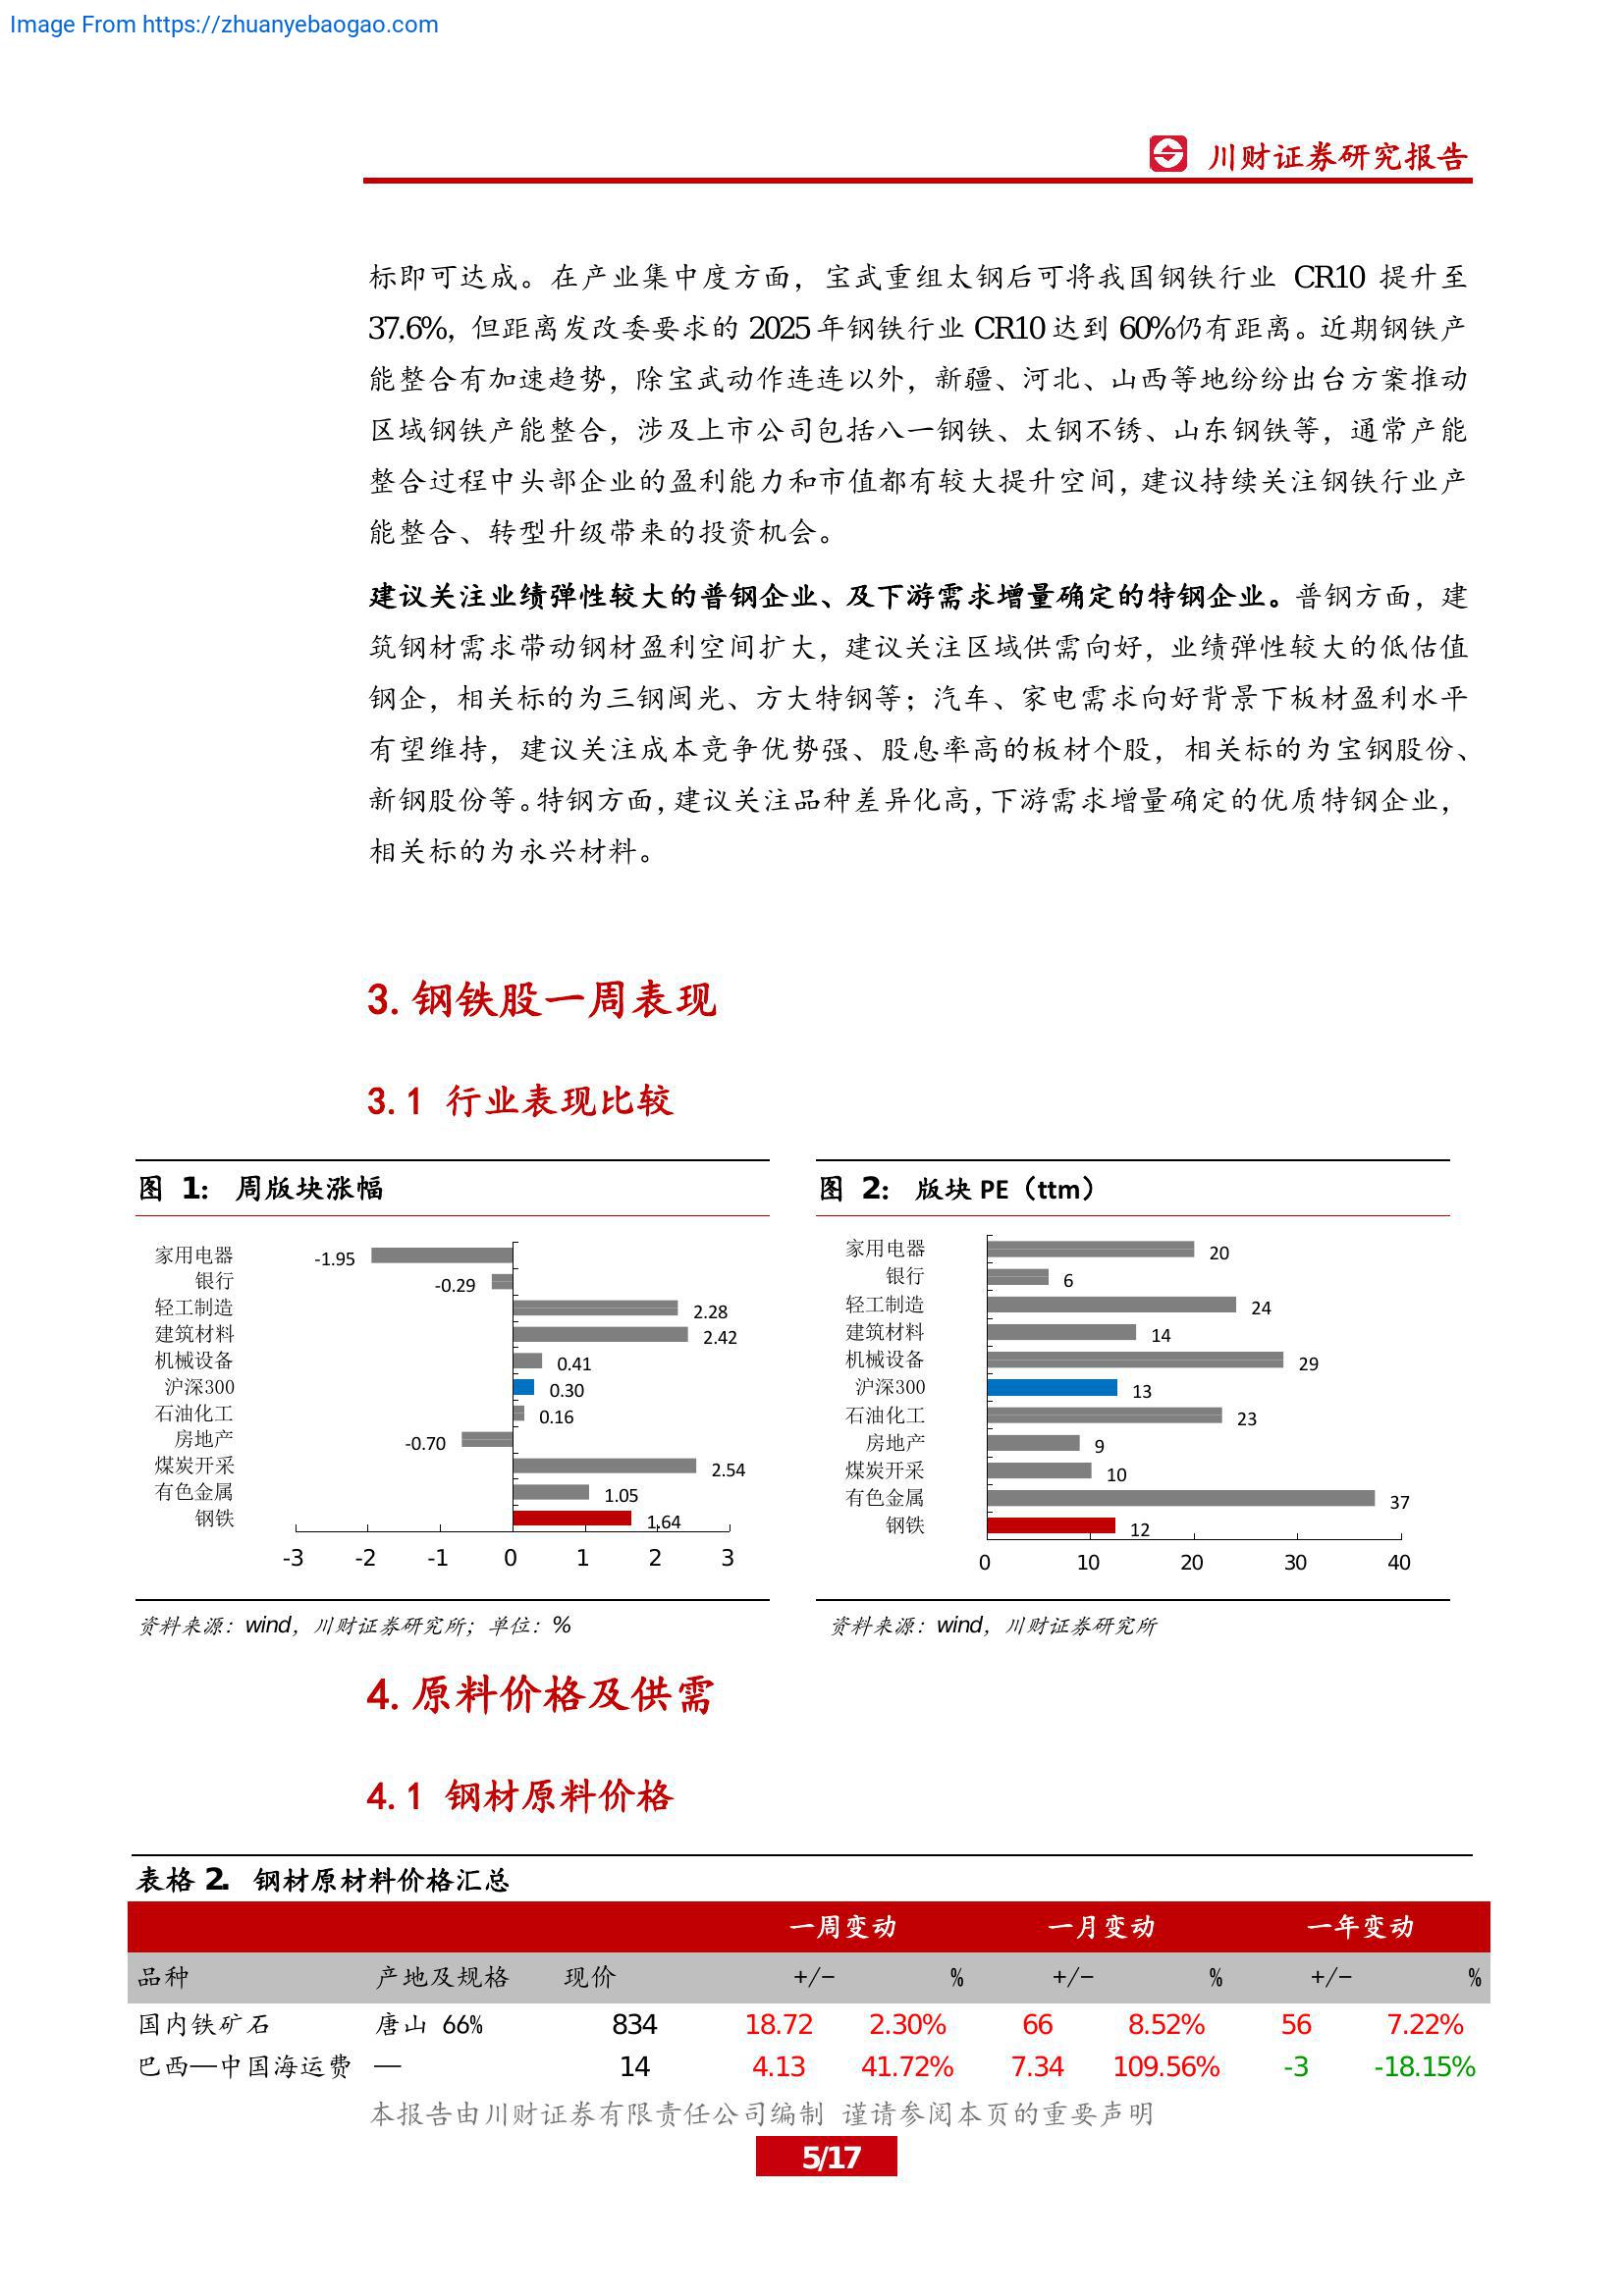 Image From https://zhuanyebaogao.com
川财证券研究报告
标即可达成。在产业集中度方面，宝武重组太钢后可将我国钢铁行业 CR10 提升至
37.6%，但距离发改委要求的 2025 年钢铁行业 CR10 达到 60%仍有距离。近期钢铁产
能整合有加速趋势，除宝武动作连连以外，新疆、河北、山西等地纷纷出台方案推动
区域钢铁产能整合，涉及上市公司包括八一钢铁、太钢不锈、山东钢铁等，通常产能
整合过程中头部企业的盈利能力和市值都有较大提升空间，建议持续关注钢铁行业产
能整合、转型升级带来的投资机会。
建议关注业绩弹性较大的普钢企业、及下游需求增量确定的特钢企业。普钢方面，建
筑钢材需求带动钢材盈利空间扩大，建议关注区域供需向好，业绩弹性较大的低估值
钢企，相关标的为三钢闽光、方大特钢等；汽车、家电需求向好背景下板材盈利水平
有望维持，建议关注成本竞争优势强、股息率高的板材个股，相关标的为宝钢股份、
新钢股份等。特钢方面，建议关注品种差异化高，下游需求增量确定的优质特钢企业，
相关标的为永兴材料。
3. 钢铁股一周表现
3.1 行业表现比较
图 1： 周版块涨幅
家用电器 -1.95
银行 -0.29
轻工制造 2.28
建筑材料 2.42
机械设备 0.41
沪深300 0.30
石油化工 0.16
房地产 -0.70
煤炭开采 2.54
有色金属 1.05
钢铁 1.64
-3 -2 -1 0 1 2 3
资料来源：wind，川财证券研究所；单位：%
图 2： 版块 PE（ttm）
家用电器 20
银行 6
轻工制造 24
建筑材料 14
机械设备 29
沪深300 13
石油化工 23
房地产 9
煤炭开采 10
有色金属 37
钢铁 12
0 10 20 30 40
资料来源：wind，川财证券研究所
4. 原料价格及供需
4.1 钢材原料价格
表格 2. 钢材原材料价格汇总
一周变动 一月变动 一年变动
品种 产地及规格 现价 +/- % +/- % +/- %
国内铁矿石 唐山 66% 834 18.72 2.30% 66 8.52% 56 7.22%
巴西—中国海运费 — 14 4.13 41.72% 7.34 109.56% -3 -18.15%
本报告由川财证券有限责任公司编制 谨请参阅本页的重要声明
5/17